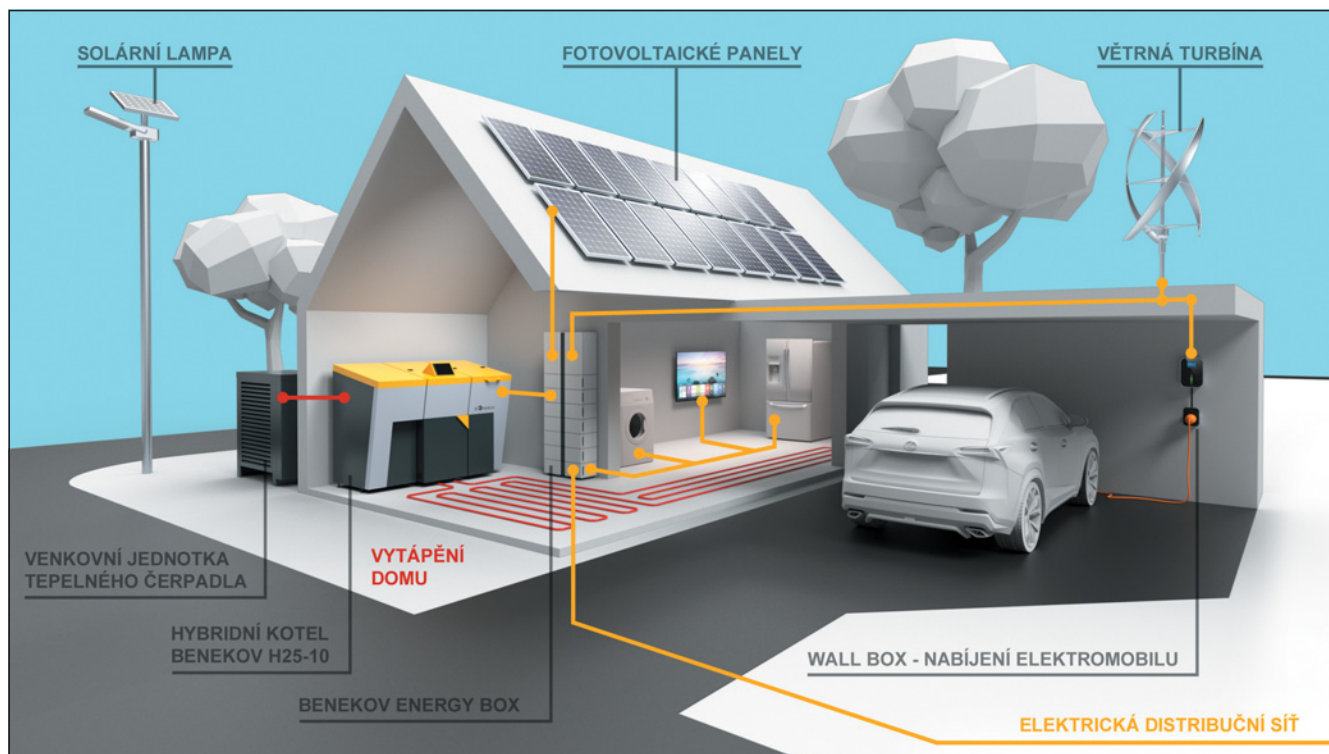 SOLÁRNÍ LAMPA
FOTOVOLTAICKÉ PANELY
VĚTRNÁ TURBÍNA
VENKOVNÍ JEDNOTKA
TEPELNÉHO ČERPADLA
VYTÁPĚNÍ
DOMU
HYBRIDNÍ KOTEL
BENEKOV H25-10
BENEKOV ENERGY BOX
WALL BOX - NABÍJENÍ ELEKTROMOBILU
ELEKTRICKÁ DISTRIBUČNÍ SÍŤ